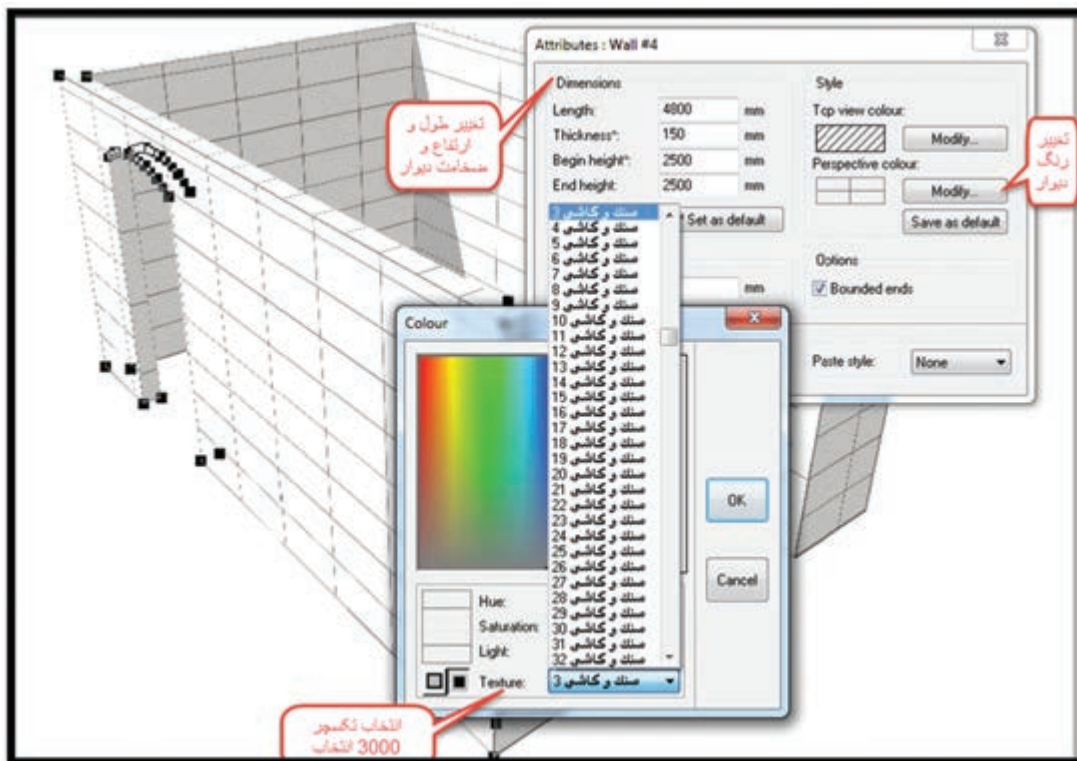 Attributes : Wall #4
Dimensions
Length: 4800 mm
Thickness*: 150 mm
Begin height*: 2500 mm
End height: 2500 mm
Set as default
mm
Style
Top view colour:
Modify...
Perspective colour:
Modify...
Save as default
Options
Bounded ends
Paste style: None
تغییر طول و
ارتفاع و
ضخامت دیوار
تغییر
رنگ
دیوار
سنگ و کاشی 3
سنگ و کاشی 4
سنگ و کاشی 5
سنگ و کاشی 6
سنگ و کاشی 7
سنگ و کاشی 8
سنگ و کاشی 9
سنگ و کاشی 10
سنگ و کاشی 11
سنگ و کاشی 12
سنگ و کاشی 13
سنگ و کاشی 14
سنگ و کاشی 15
سنگ و کاشی 16
سنگ و کاشی 17
سنگ و کاشی 18
سنگ و کاشی 19
سنگ و کاشی 20
سنگ و کاشی 21
سنگ و کاشی 22
سنگ و کاشی 23
سنگ و کاشی 24
سنگ و کاشی 25
سنگ و کاشی 26
سنگ و کاشی 27
سنگ و کاشی 28
سنگ و کاشی 29
سنگ و کاشی 30
سنگ و کاشی 31
سنگ و کاشی 32
Colour
Hue:
Saturation:
Light:
Texture: سنگ و کاشی 3
OK
Cancel
انتخاب تکسچر
3000 انتخاب